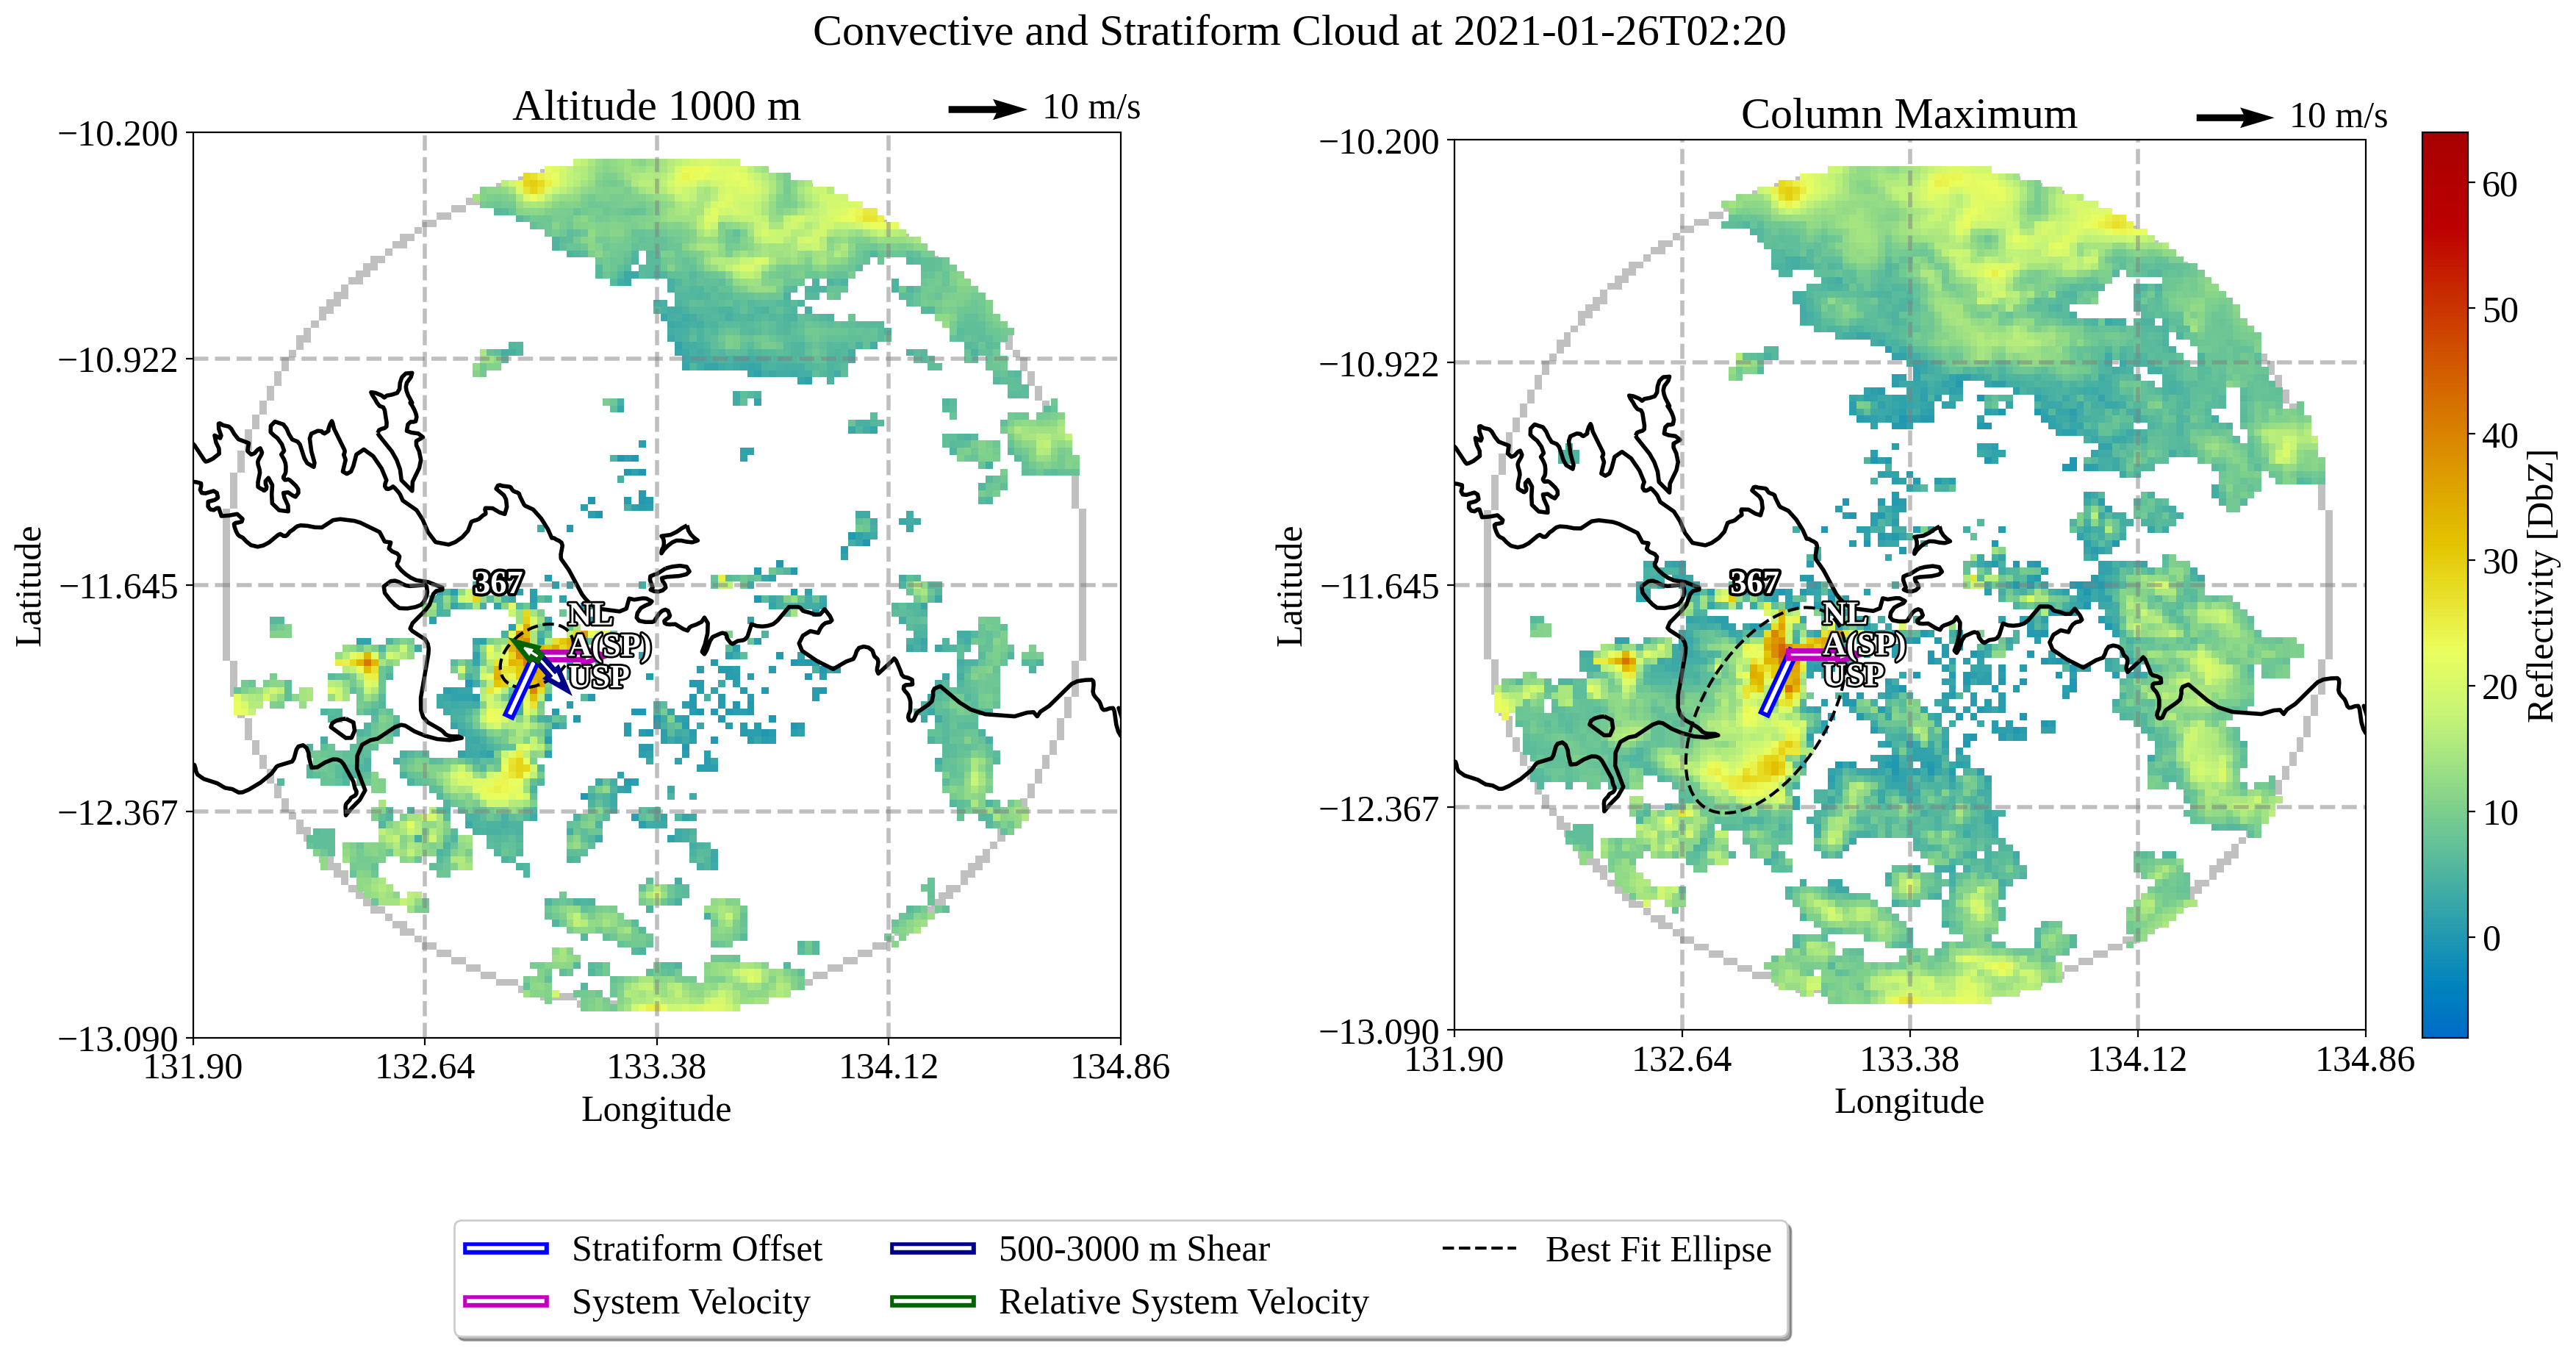 Convective and Stratiform Cloud at 2021-01-26T02:20
Altitude 1000 m
10 m/s
−10.200
−10.922
−11.645
−12.367
−13.090
Latitude
367
NL
A(SP)
USP
131.90
132.64
133.38
134.12
134.86
Longitude
Column Maximum
10 m/s
−10.200
−10.922
−11.645
−12.367
−13.090
Latitude
367
NL
A(SP)
USP
131.90
132.64
133.38
134.12
134.86
Longitude
60
50
40
30
20
10
0
Reflectivity [DbZ]
Stratiform Offset
System Velocity
500-3000 m Shear
Relative System Velocity
Best Fit Ellipse